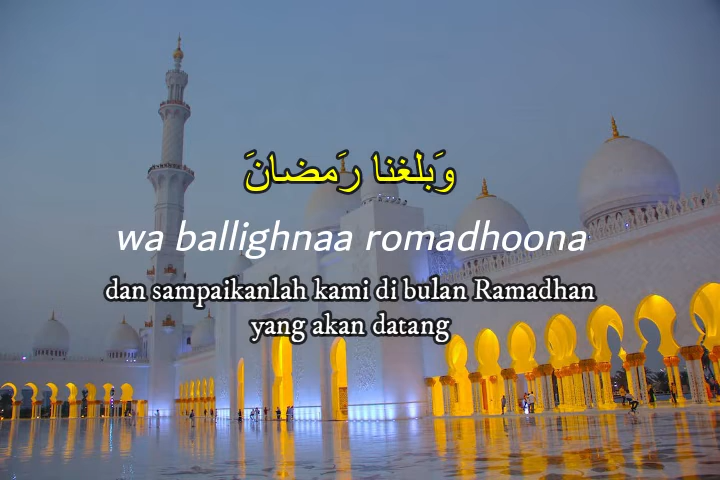 وَبلغنا رَمضانَ
wa ballighnaa romadhoona
dan sampaikanlah kami di bulan Ramadhan
yang akan datang